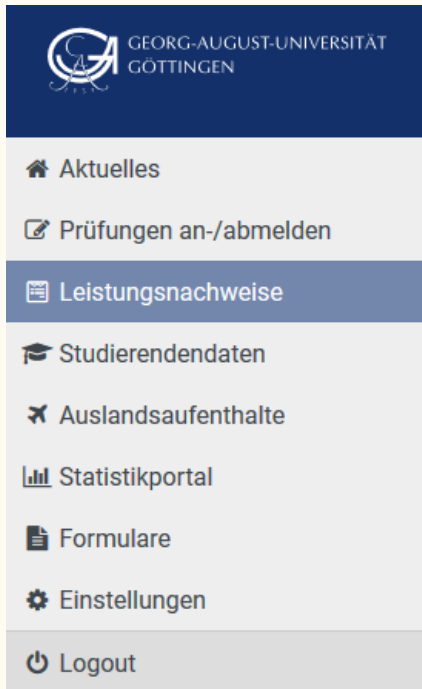 GEORG-AUGUST-UNIVERSITÄT
GÖTTINGEN
Aktuelles
Prüfungen an-/abmelden
Leistungsnachweise
Studierendendaten
Auslandsaufenthalte
Statistikportal
Formulare
Einstellungen
Logout